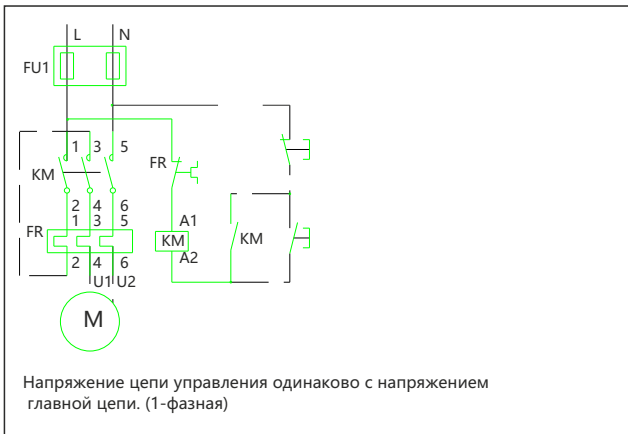 L N
FU1
1 3 5
KM
FR
2 4 6
1 3 5
FR
A1
KM
KM
A2
2 4 6
U1 U2
M
Напряжение цепи управления одинаково с напряжением
главной цепи. (1-фазная)